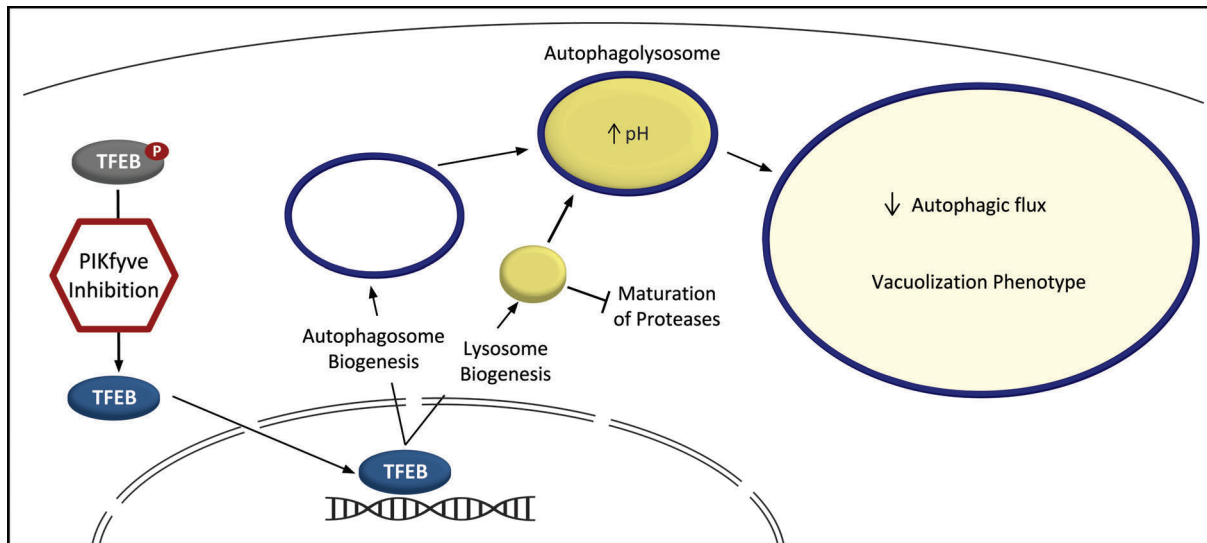 TFEB
P
PIKfyve
Inhibition
TFEB
Autophagosome
Biogenesis
Lysosome
Biogenesis
TFEB
Maturation
of Proteases
Autophagolysosome
↑ pH
↓ Autophagic flux
Vacuolization Phenotype